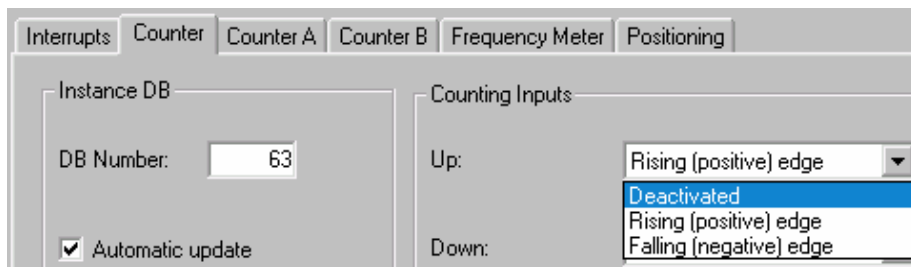 Interrupts Counter Counter A Counter B Frequency Meter Positioning
Instance DB
DB Number: 63
Automatic update
Counting Inputs
Up: Rising (positive) edge
Deactivated
Rising (positive) edge
Falling (negative) edge
Down: